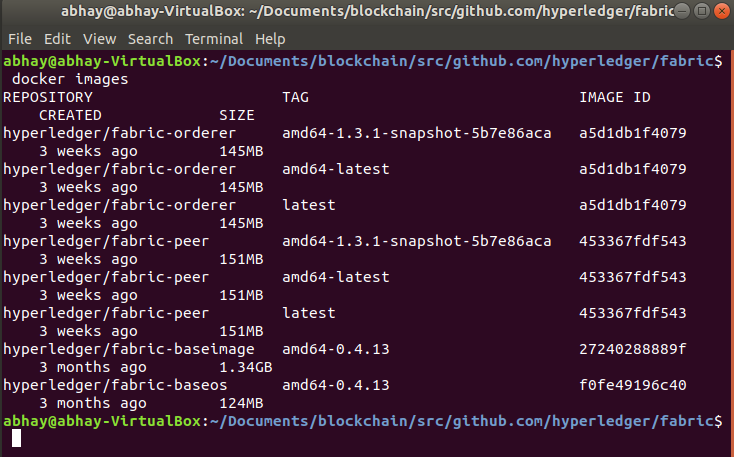 abhay@abhay-VirtualBox: ~/Documents/blockchain/src/github.com/hyperledger/fabric
File Edit View Search Terminal Help
abhay@abhay-VirtualBox:~/Documents/blockchain/src/github.com/hyperledger/fabric$
docker images
REPOSITORY TAG IMAGE ID
CREATED SIZE
hyperledger/fabric-orderer amd64-1.3.1-snapshot-5b7e86aca a5d1db1f4079
3 weeks ago 145MB
hyperledger/fabric-orderer amd64-latest a5d1db1f4079
3 weeks ago 145MB
hyperledger/fabric-orderer latest a5d1db1f4079
3 weeks ago 145MB
hyperledger/fabric-peer amd64-1.3.1-snapshot-5b7e86aca 453367fdf543
3 weeks ago 151MB
hyperledger/fabric-peer amd64-latest 453367fdf543
3 weeks ago 151MB
hyperledger/fabric-peer latest 453367fdf543
3 weeks ago 151MB
hyperledger/fabric-baseimage amd64-0.4.13 27240288889f
3 months ago 1.34GB
hyperledger/fabric-baseos amd64-0.4.13 f0fe49196c40
3 months ago 124MB
abhay@abhay-VirtualBox:~/Documents/blockchain/src/github.com/hyperledger/fabric$